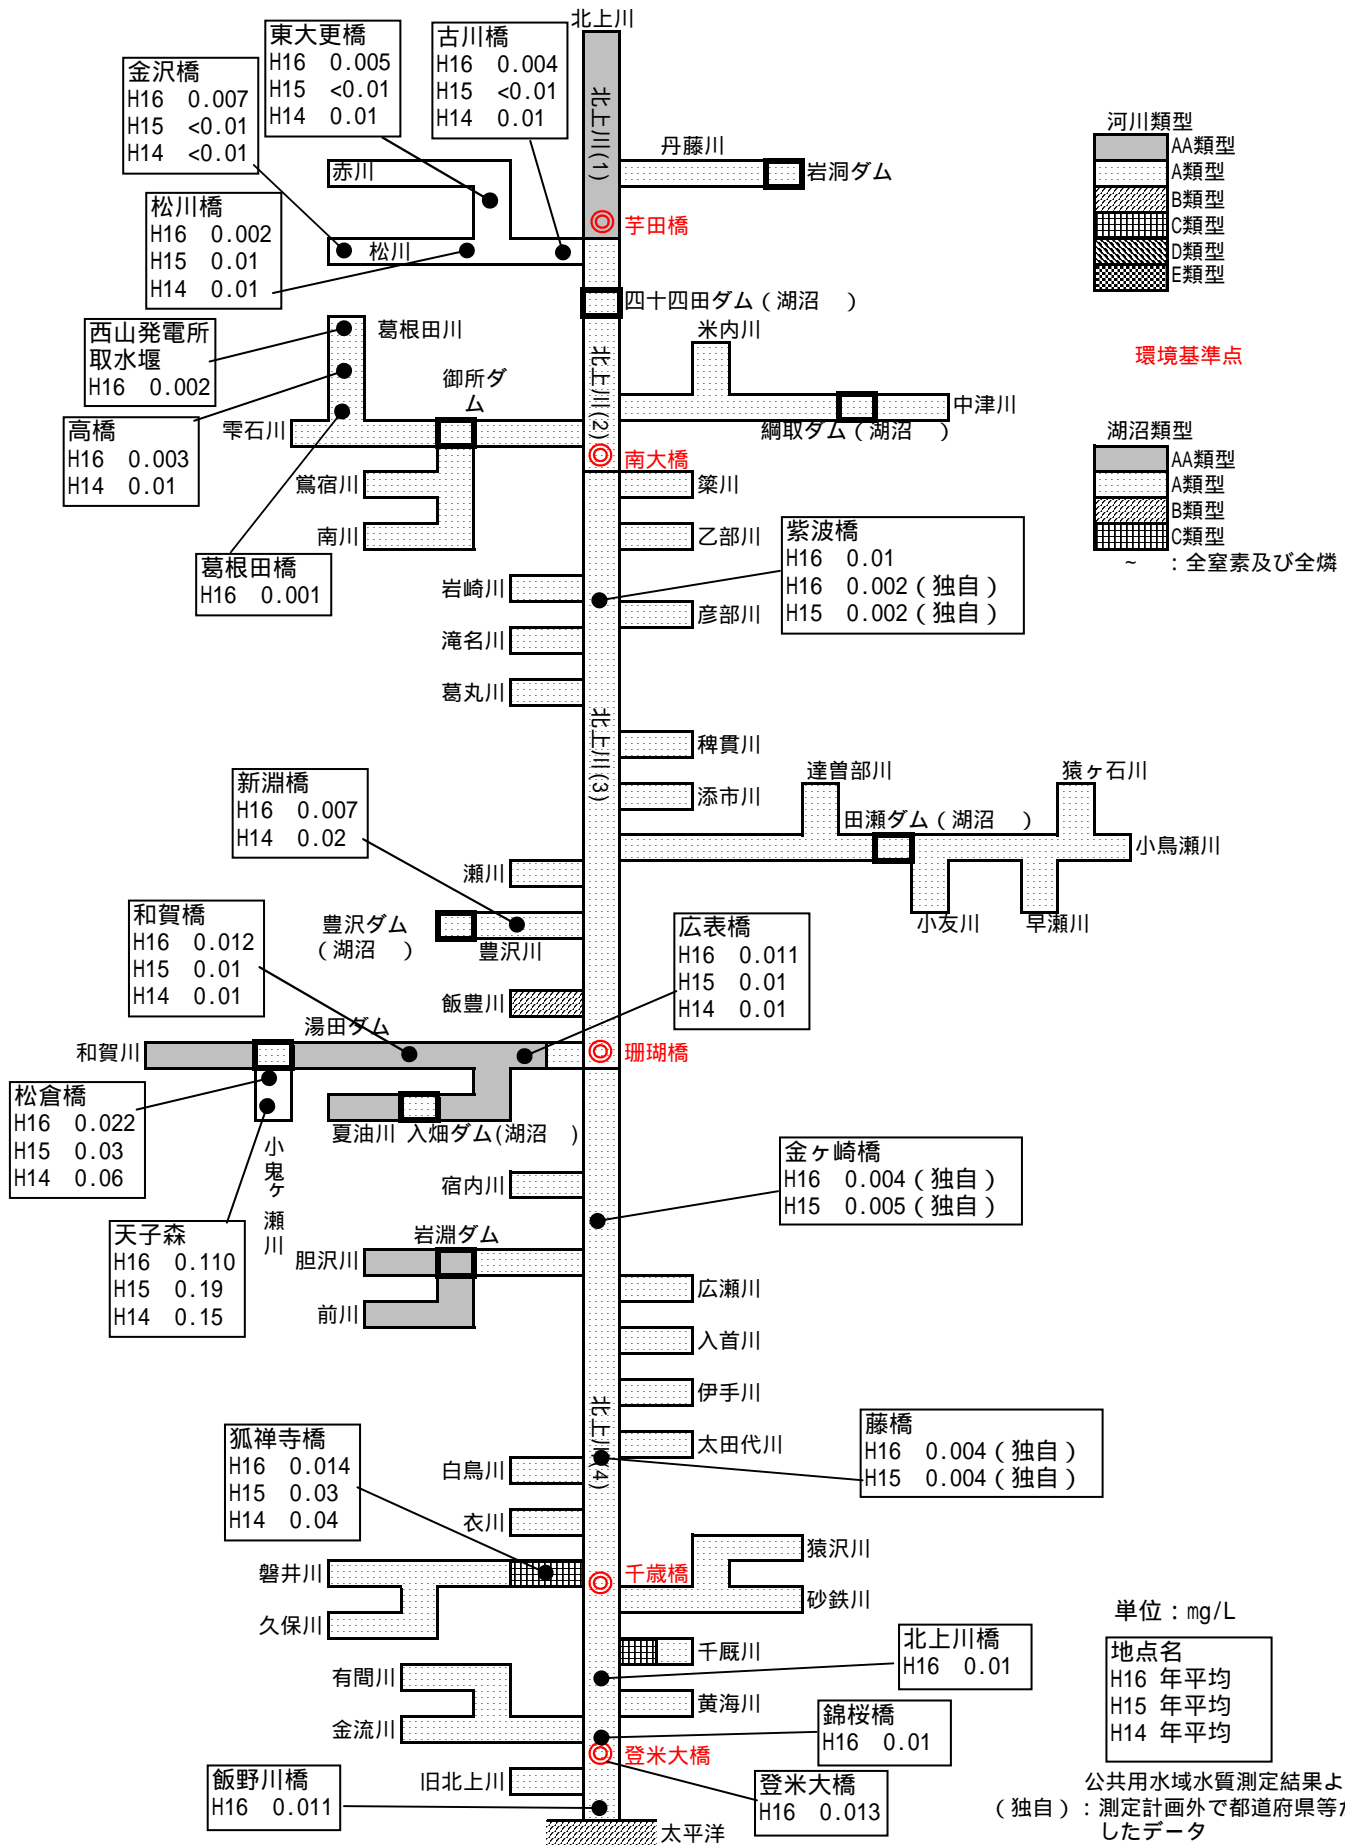 北上川
東大更橋
H16 0.005
H15 <0.01
H14 0.01
古川橋
H16 0.004
H15 <0.01
H14 0.01
金沢橋
H16 0.007
H15 <0.01
H14 <0.01
北上川(1)
丹藤川
岩洞ダム
赤川
松川橋
H16 0.002
H15 0.01
H14 0.01
松川
芋田橋
河川類型
AA類型
A類型
B類型
C類型
D類型
E類型
四十四田ダム(湖沼 )
西山発電所
取水堰
H16 0.002
葛根田川
米内川
環境基準点
御所ダ
ム
北上川(2)
中津川
綱取ダム(湖沼 )
高橋
H16 0.003
H14 0.01
雫石川
南大橋
湖沼類型
AA類型
A類型
B類型
C類型
~ :全窒素及び全燐
鴬宿川
簗川
南川
乙部川
葛根田橋
H16 0.001
紫波橋
H16 0.01
H16 0.002(独自)
H15 0.002(独自)
岩崎川
彦部川
滝名川
葛丸川
北上川(3)
稗貫川
達曽部川
猿ヶ石川
新淵橋
H16 0.007
H14 0.02
添市川
田瀬ダム(湖沼 )
小烏瀬川
瀬川
小友川
早瀬川
和賀橋
H16 0.012
H15 0.01
H14 0.01
豊沢ダム
(湖沼 )
豊沢川
広表橋
H16 0.011
H15 0.01
H14 0.01
飯豊川
湯田ダム
和賀川
珊瑚橋
松倉橋
H16 0.022
H15 0.03
H14 0.06
夏油川
入畑ダム(湖沼 )
小鬼ヶ瀬川
金ヶ崎橋
H16 0.004(独自)
H15 0.005(独自)
宿内川
天子森
H16 0.110
H15 0.19
H14 0.15
岩淵ダム
胆沢川
前川
広瀬川
入首川
伊手川
北上川(4)
太田代川
藤橋
H16 0.004(独自)
H15 0.004(独自)
狐禅寺橋
H16 0.014
H15 0.03
H14 0.04
白鳥川
衣川
猿沢川
磐井川
千歳橋
砂鉄川
久保川
単位:mg/L
千厩川
北上川橋
H16 0.01
地点名
H16 年平均
H15 年平均
H14 年平均
有間川
黄海川
金流川
錦桜橋
H16 0.01
登米大橋
飯野川橋
H16 0.011
旧北上川
登米大橋
H16 0.013
太平洋
公共用水域水質測定結果よ
(独自):測定計画外で都道府県等が
したデータ